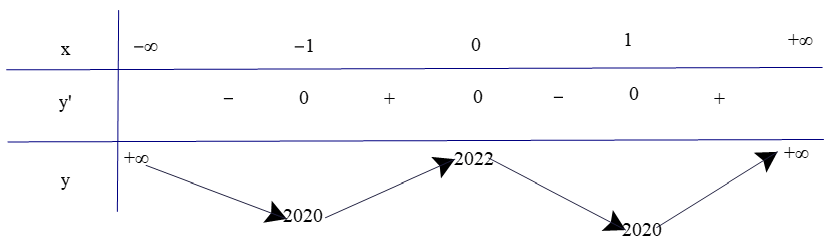 x −∞ −1 0 1 +∞
y' − 0 + 0 − 0 +
+∞ 2022 +∞
y
2020 2020